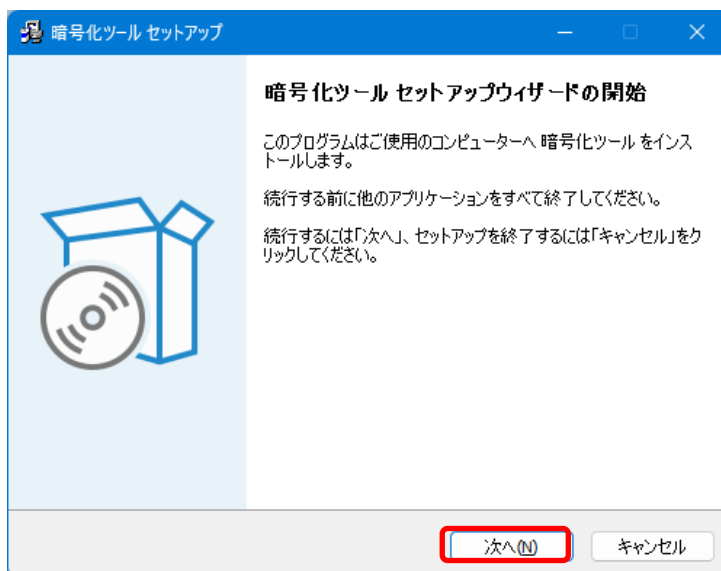 暗号化ツール セットアップ
暗号化ツール セットアップウィザードの開始
このプログラムはご使用のコンピューターへ 暗号化ツール をインス
トールします。
続行する前に他のアプリケーションをすべて終了してください。
続行するには「次へ」、セットアップを終了するには「キャンセル」をク
リックしてください。
次へ(N)
キャンセル